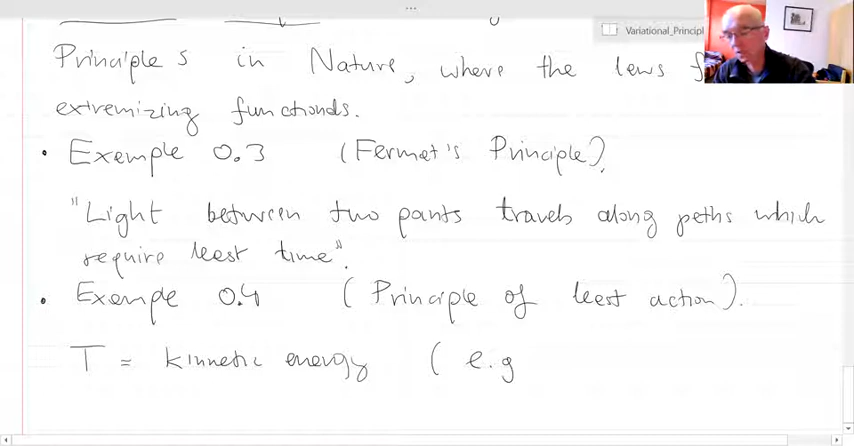 Variational_Principl
Principles in Nature, where the laws f
extremizing functionals.
• Example 0.3 (Fermat's Principle).
"Light between two points travels along paths which
require least time".
• Example 0.4 (Principle of least action).
T = kinnetic energy (e.g